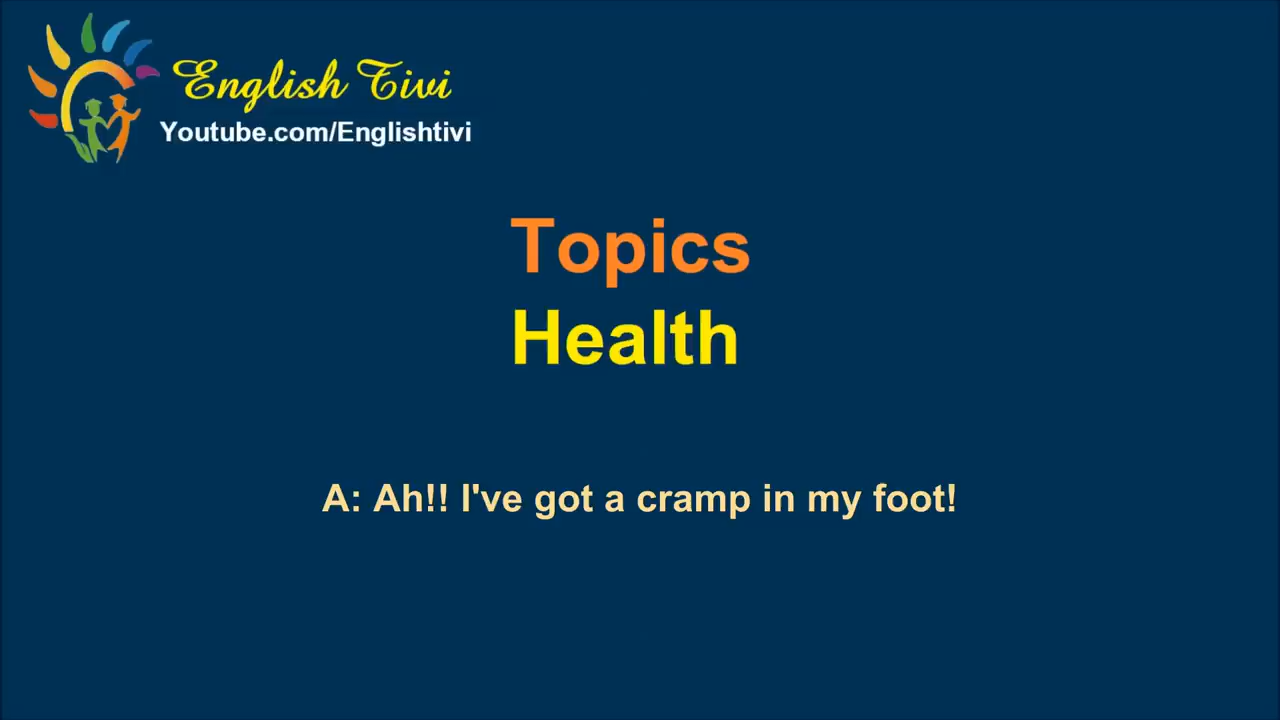 English Tivi
Youtube.com/Englishtivi
Topics
Health
A: Ah!! I've got a cramp in my foot!